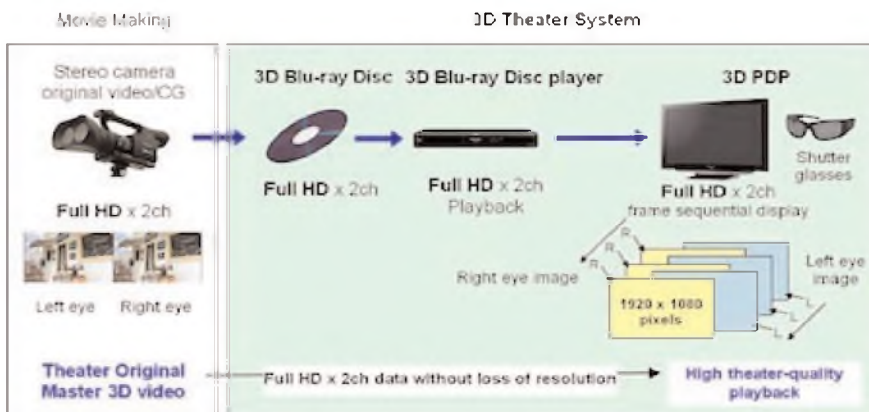 Movie Making
3D Theater System
Stereo camera
original video/CG
Full HD x 2ch
Left eye Right eye
Theater Original
Master 3D video
3D Blu-ray Disc
Full HD x 2ch
3D Blu-ray Disc player
Full HD x 2ch
Playback
3D PDP
Shutter
glasses
Full HD x 2ch
frame sequential display
Right eye image
R
R
R
Left eye
image
L
L
L
1920 x 1080
pixels
Full HD x 2ch data without loss of resolution
High theater-quality
playback